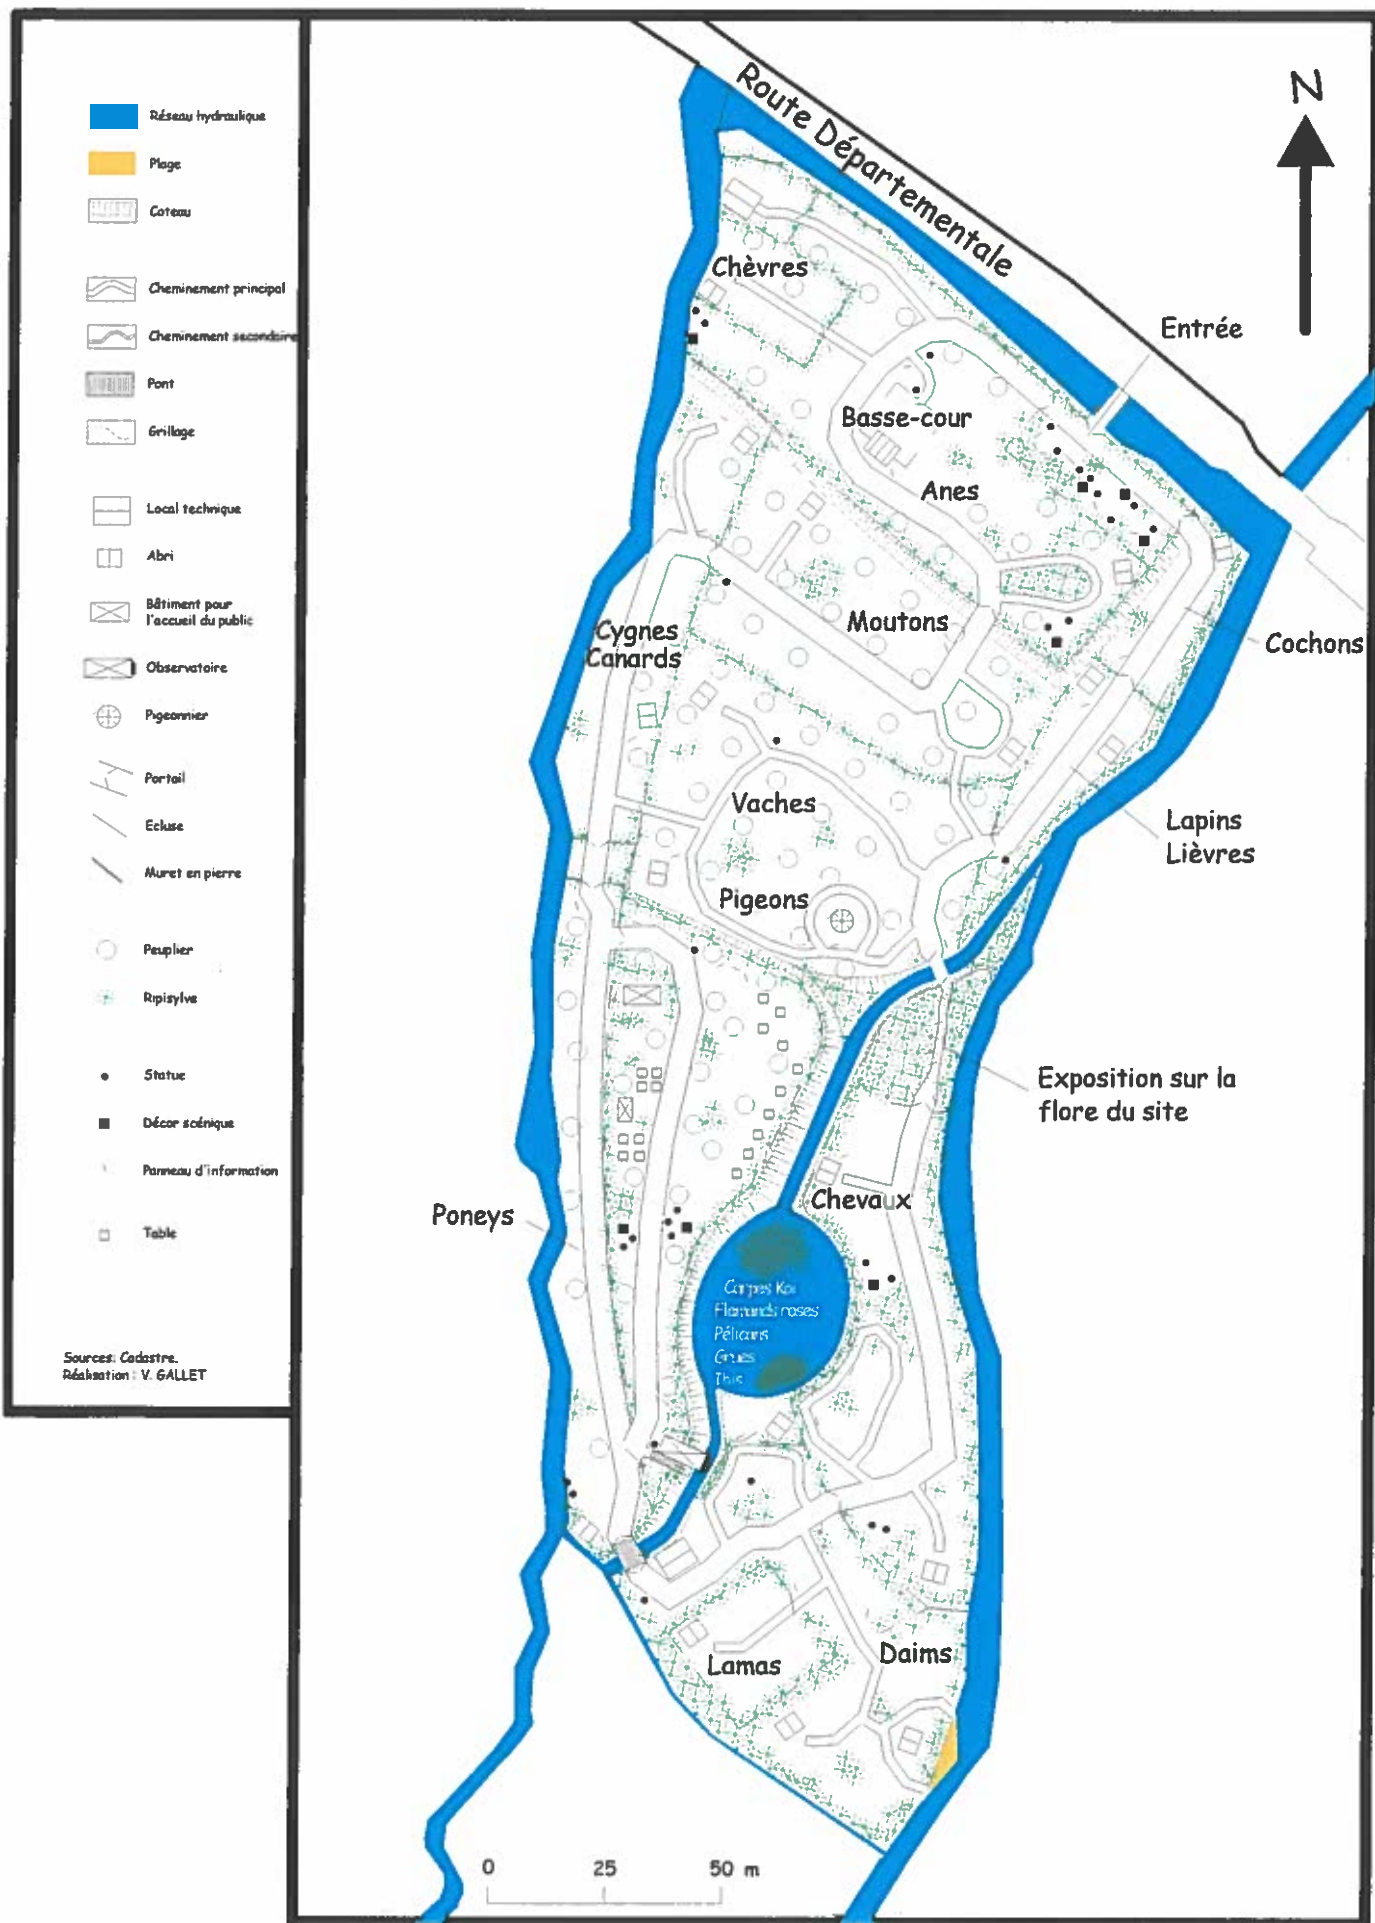 Réseau hydraulique
Plage
Coteau
Cheminement principal
Cheminement secondaire
Pont
Grillage
Local technique
Abri
Bâtiment pour
l'accueil du public
Observatoire
Pigeonnier
Portail
Ecluse
Muret en pierre
Peuplier
Ripisylve
Statue
Décor scénique
Panneau d'information
Table
Sources: Cadastre.
Réalisation : V. GALLET
Route Départementale
N
Entrée
Chèvres
Basse-cour
Anes
Moutons
Cygnes
Canards
Cochons
Vaches
Lapins
Lièvres
Pigeons
Exposition sur la
flore du site
Poneys
Chevaux
Carpes Koi
Flamands roses
Pélicans
Grues
Ibis
Daims
Lamas
0 25 50 m